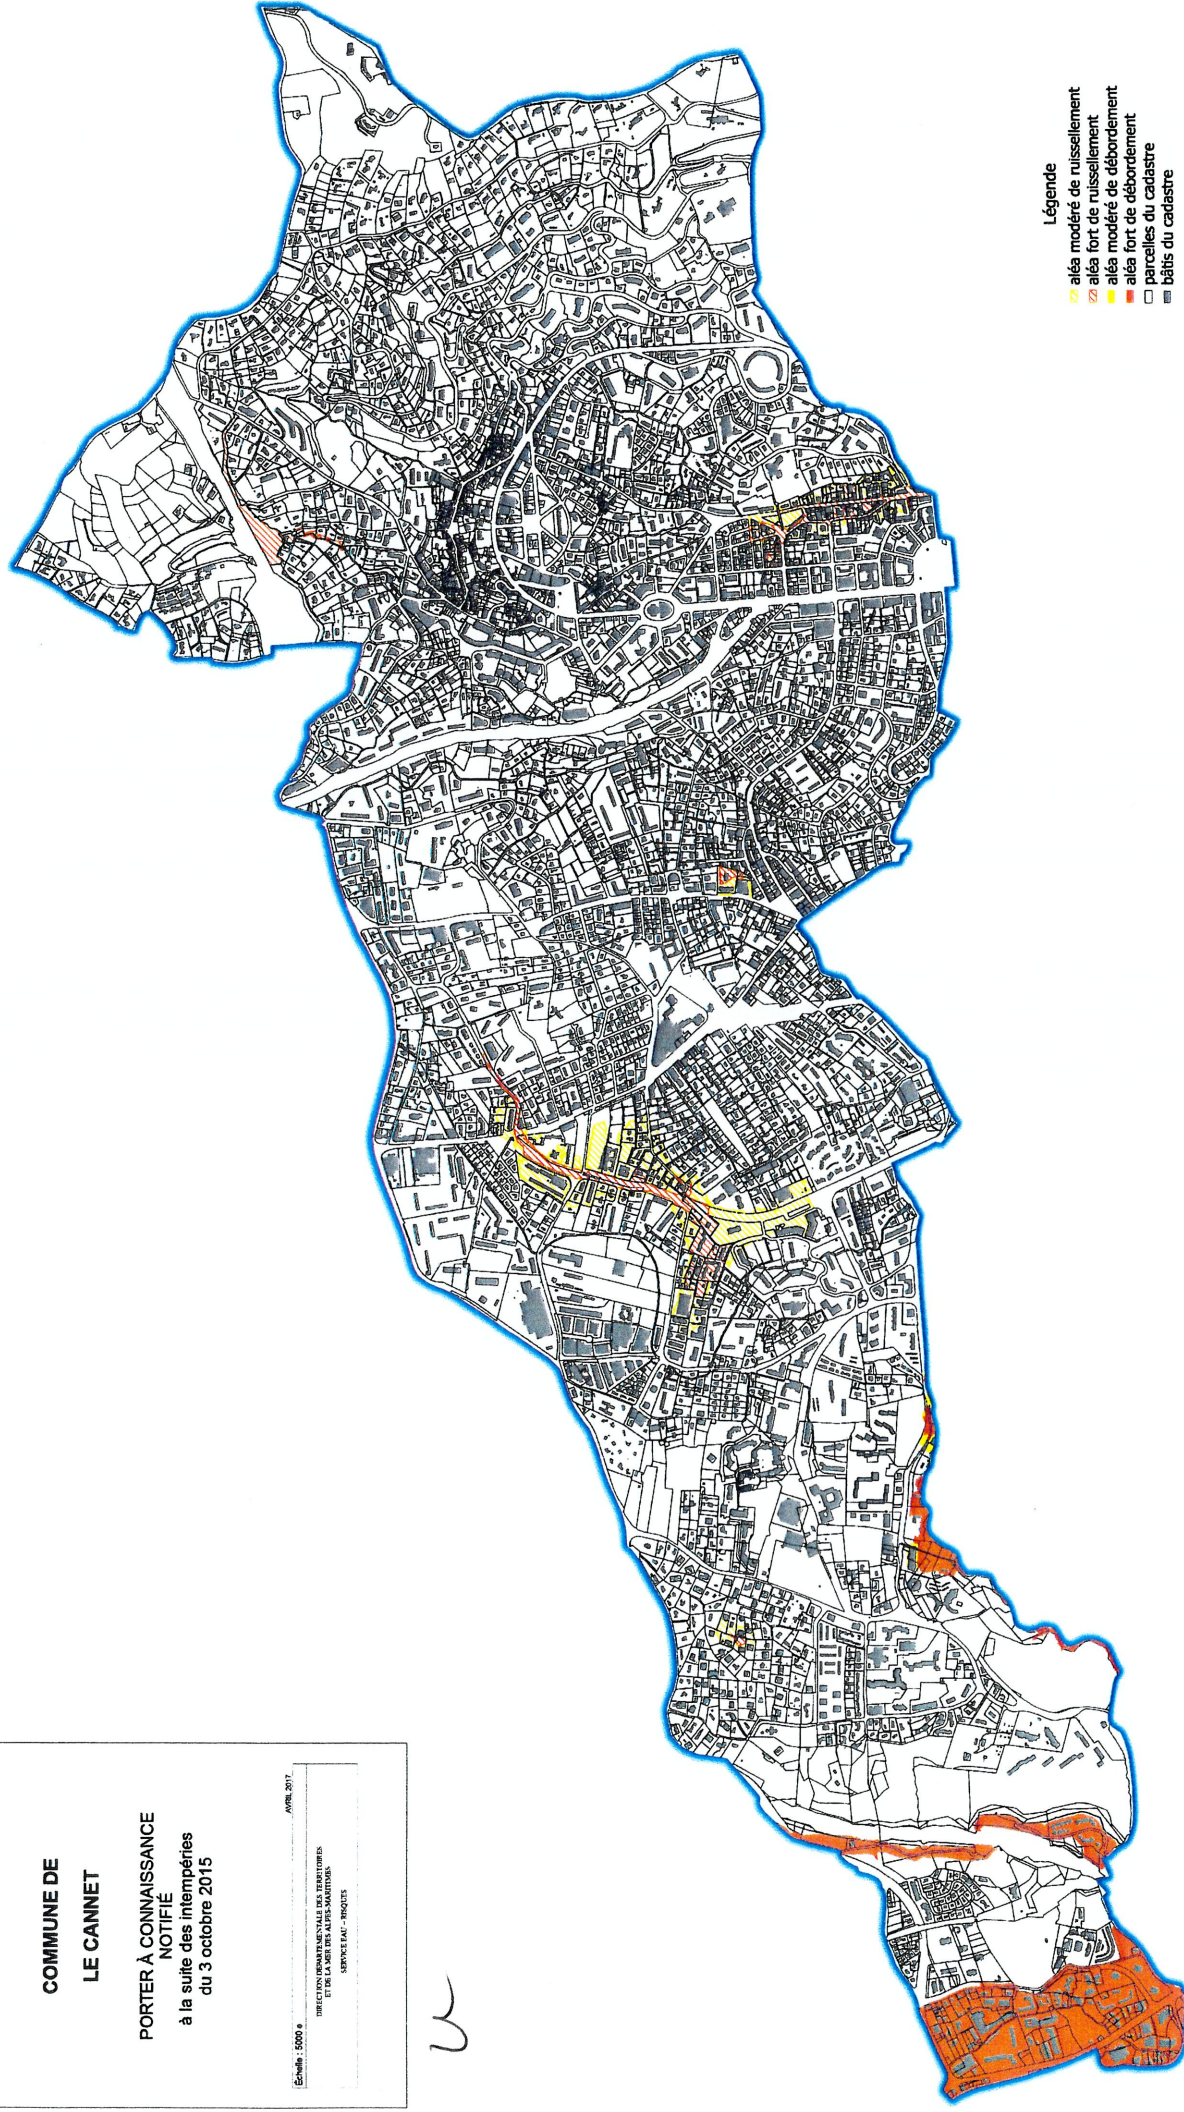 COMMUNE DE
LE CANNET
PORTER À CONNAISSANCE
NOTIFIÉ
à la suite des intempéries
du 3 octobre 2015
Échelle : 5000 e
AVRIL 2017
DIRECTION DÉPARTEMENTALE DES TERRITOIRES
ET DE LA MER DES ALPES-MARITIMES
SERVICE EAU - RISQUES
Légende
aléa modéré de ruissellement
aléa fort de ruissellement
aléa modéré de débordement
aléa fort de débordement
parcelles du cadastre
bâtis du cadastre